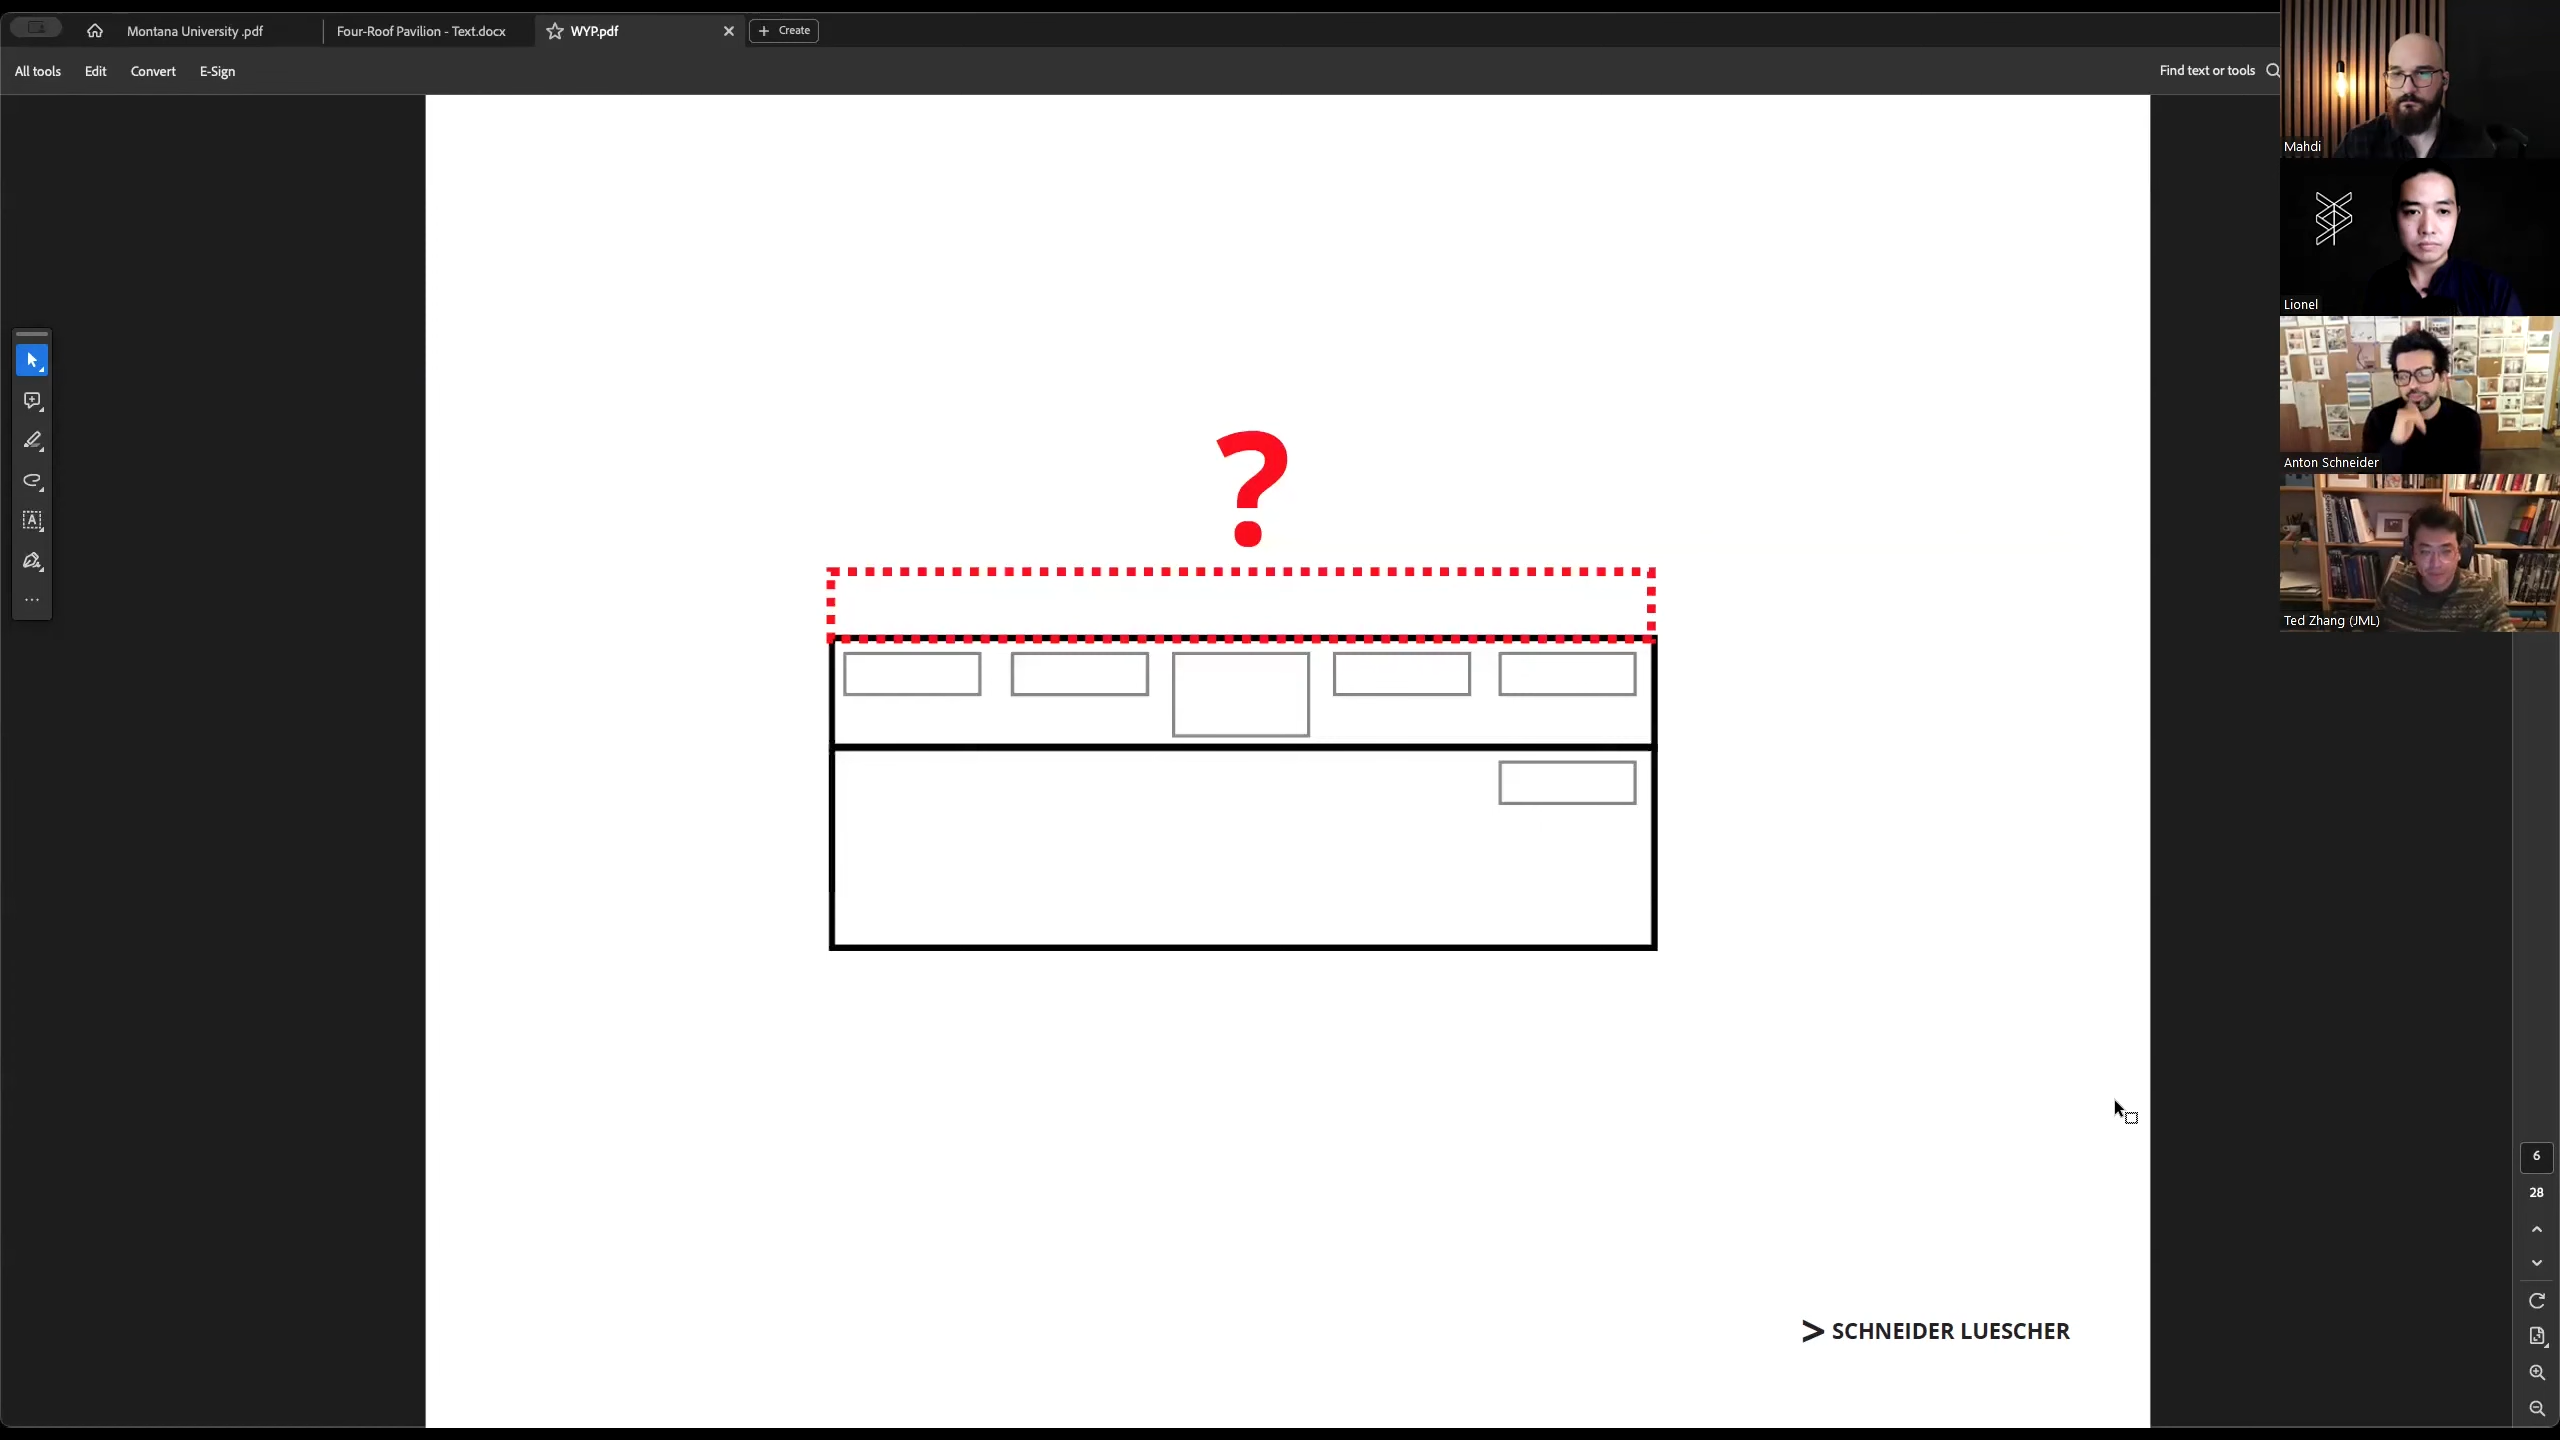 Montana University .pdf
Four-Roof Pavilion - Text.docx
WYP.pdf
Create
All tools
Edit
Convert
E-Sign
Find text or tools
Mahdi
Lionel
Anton Schneider
Ted Zhang (JML)
?
6
28
> SCHNEIDER LUESCHER